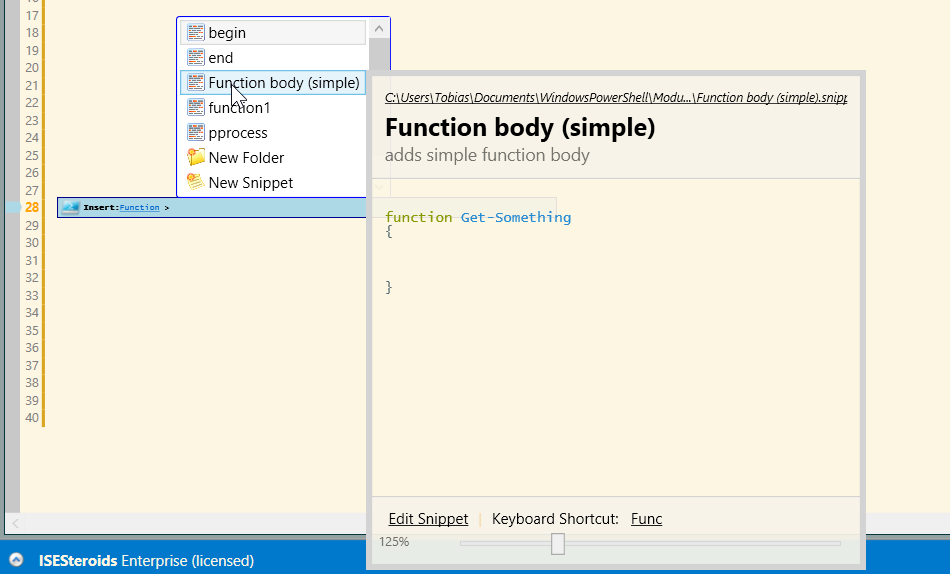 16
17
18
19
20
21
22
23
24
25
26
27
28
29
30
31
32
33
34
35
36
37
38
39
40
begin
end
Function body (simple)
function1
pprocess
New Folder
New Snippet
Insert:Function >
C:\Users\Tobias\Documents\WindowsPowerShell\Modu...\Function body (simple).snipp
Function body (simple)
adds simple function body
function Get-Something
{
}
Edit Snippet | Keyboard Shortcut: Func
125%
ISESteroids Enterprise (licensed)